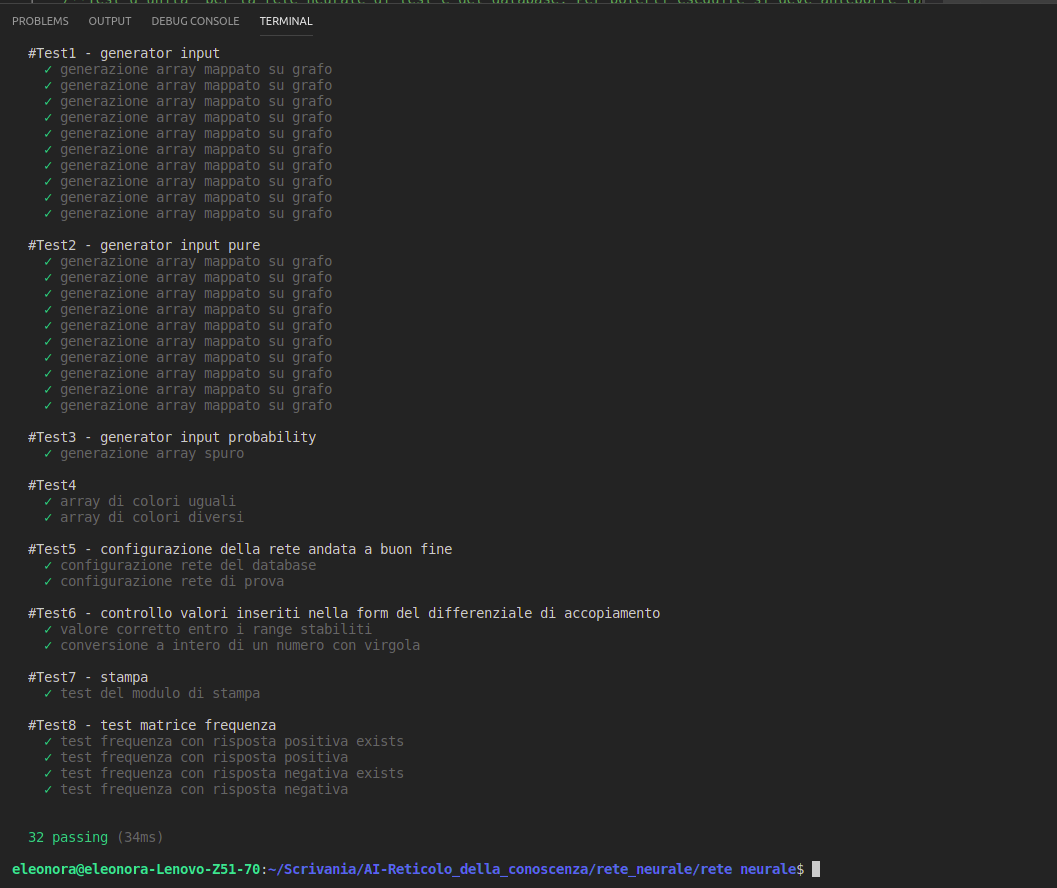 PROBLEMS OUTPUT DEBUG CONSOLE TERMINAL
#Test1 - generator input
✓ generazione array mappato su grafo
✓ generazione array mappato su grafo
✓ generazione array mappato su grafo
✓ generazione array mappato su grafo
✓ generazione array mappato su grafo
✓ generazione array mappato su grafo
✓ generazione array mappato su grafo
✓ generazione array mappato su grafo
✓ generazione array mappato su grafo
✓ generazione array mappato su grafo
#Test2 - generator input pure
✓ generazione array mappato su grafo
✓ generazione array mappato su grafo
✓ generazione array mappato su grafo
✓ generazione array mappato su grafo
✓ generazione array mappato su grafo
✓ generazione array mappato su grafo
✓ generazione array mappato su grafo
✓ generazione array mappato su grafo
✓ generazione array mappato su grafo
✓ generazione array mappato su grafo
#Test3 - generator input probability
✓ generazione array spuro
#Test4
✓ array di colori uguali
✓ array di colori diversi
#Test5 - configurazione della rete andata a buon fine
✓ configurazione rete del database
✓ configurazione rete di prova
#Test6 - controllo valori inseriti nella form del differenziale di accopiamento
✓ valore corretto entro i range stabiliti
✓ conversione a intero di un numero con virgola
#Test7 - stampa
✓ test del modulo di stampa
#Test8 - test matrice frequenza
✓ test frequenza con risposta positiva exists
✓ test frequenza con risposta positiva
✓ test frequenza con risposta negativa exists
✓ test frequenza con risposta negativa
32 passing (34ms)
eleonora@eleonora-Lenovo-Z51-70:~/Scrivania/AI-Reticolo_della_conoscenza/rete_neurale/rete neurale$